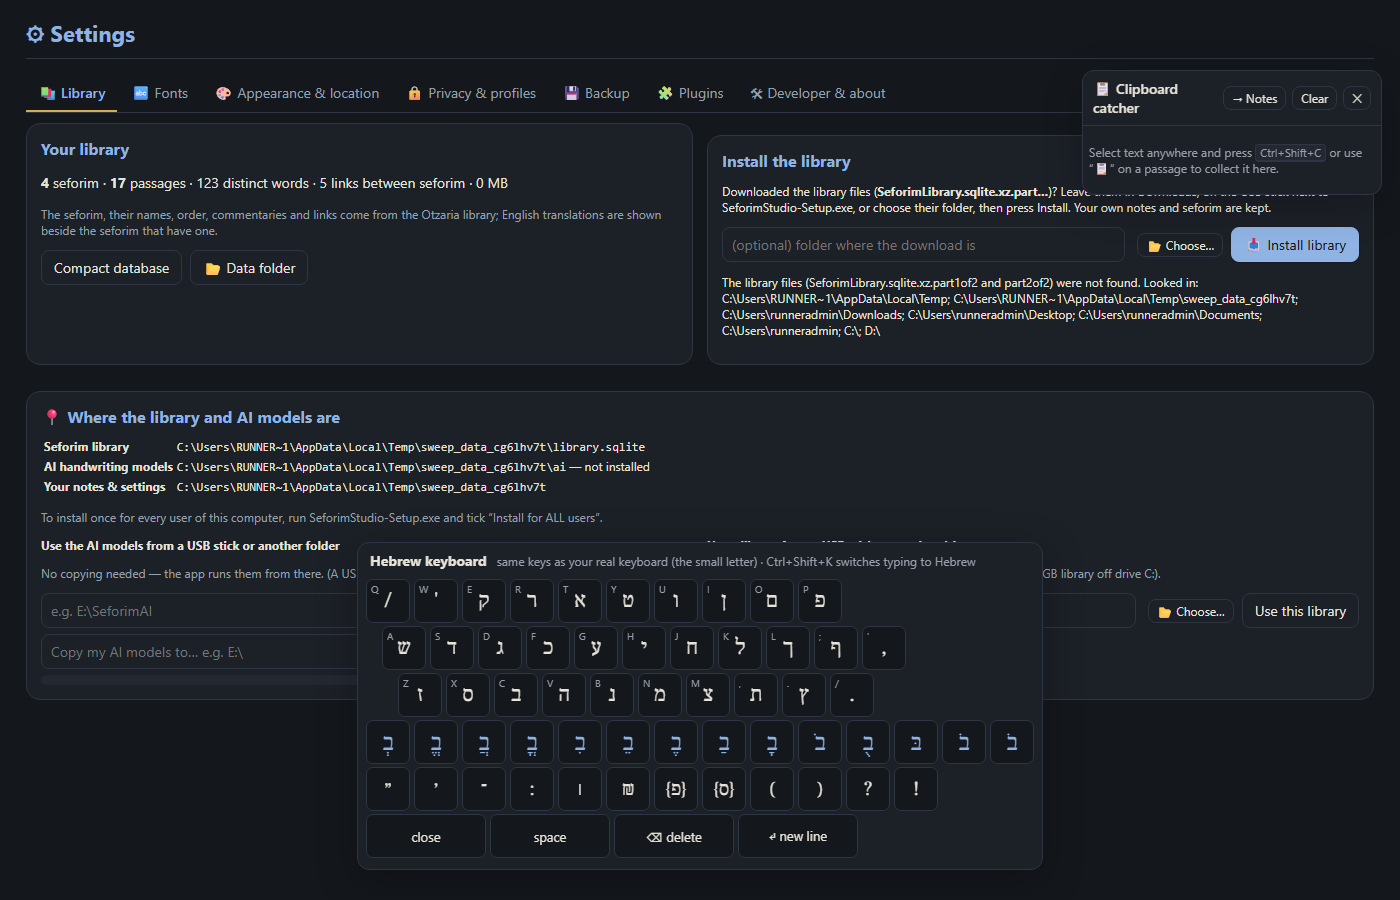 ⚙ Settings
Library
Fonts
Appearance & location
Privacy & profiles
Backup
Plugins
Developer & about
Clipboard catcher
→ Notes
Clear
✕
Select text anywhere and press Ctrl+Shift+C or use
“📋” on a passage to collect it here.
Your library
4 seforim · 17 passages · 123 distinct words · 5 links between seforim · 0 MB
The seforim, their names, order, commentaries and links come from the Otzaria library; English translations are shown
beside the seforim that have one.
Compact database
Data folder
Install the library
Downloaded the library files (SeforimLibrary.sqlite.xz.part...)? Leave
SeforimStudio-Setup.exe, or choose their folder, then press Install. Your own notes and seforim are kept.
(optional) folder where the download is
Choose...
Install library
The library files (SeforimLibrary.sqlite.xz.part1of2 and part2of2) were not found. Looked in:
C:\Users\RUNNER~1\AppData\Local\Temp; C:\Users\RUNNER~1\AppData\Local\Temp\sweep_data_cg6lhv7t;
C:\Users\runneradmin\Downloads; C:\Users\runneradmin\Desktop; C:\Users\runneradmin\Documents;
C:\Users\runneradmin; C:\; D:\
Where the library and AI models are
Seforim library C:\Users\RUNNER~1\AppData\Local\Temp\sweep_data_cg6lhv7t\library.sqlite
AI handwriting models C:\Users\RUNNER~1\AppData\Local\Temp\sweep_data_cg6lhv7t\ai — not installed
Your notes & settings C:\Users\RUNNER~1\AppData\Local\Temp\sweep_data_cg6lhv7t
To install once for every user of this computer, run SeforimStudio-Setup.exe and tick “Install for ALL users”.
Use the AI models from a USB stick or another folder
No copying needed — the app runs them from there. (A US
GB library off drive C:).
e.g. E:\SeforimAI
Choose...
Use this library
Copy my AI models to... e.g. E:\
Hebrew keyboard same keys as your real keyboard (the small letter) · Ctrl+Shift+K switches typing to Hebrew
Q / W ' E ק R ר T א Y ט U ו I ן O ם P פ
A ש S ד D ג F כ G ע H י J ח K ל L ך ; ף ' ,
Z ז X ס C ב V ה B נ N מ M צ , ת . ץ / .
בְ בֱ בֲ בֳ בִ בֵ בֶ בַ בָ בֹ בֻ בּ
״ ׳ ־ : ׀ ₪ {פ} {ס} ( ) ? !
close
space
⌫ delete
↲ new line